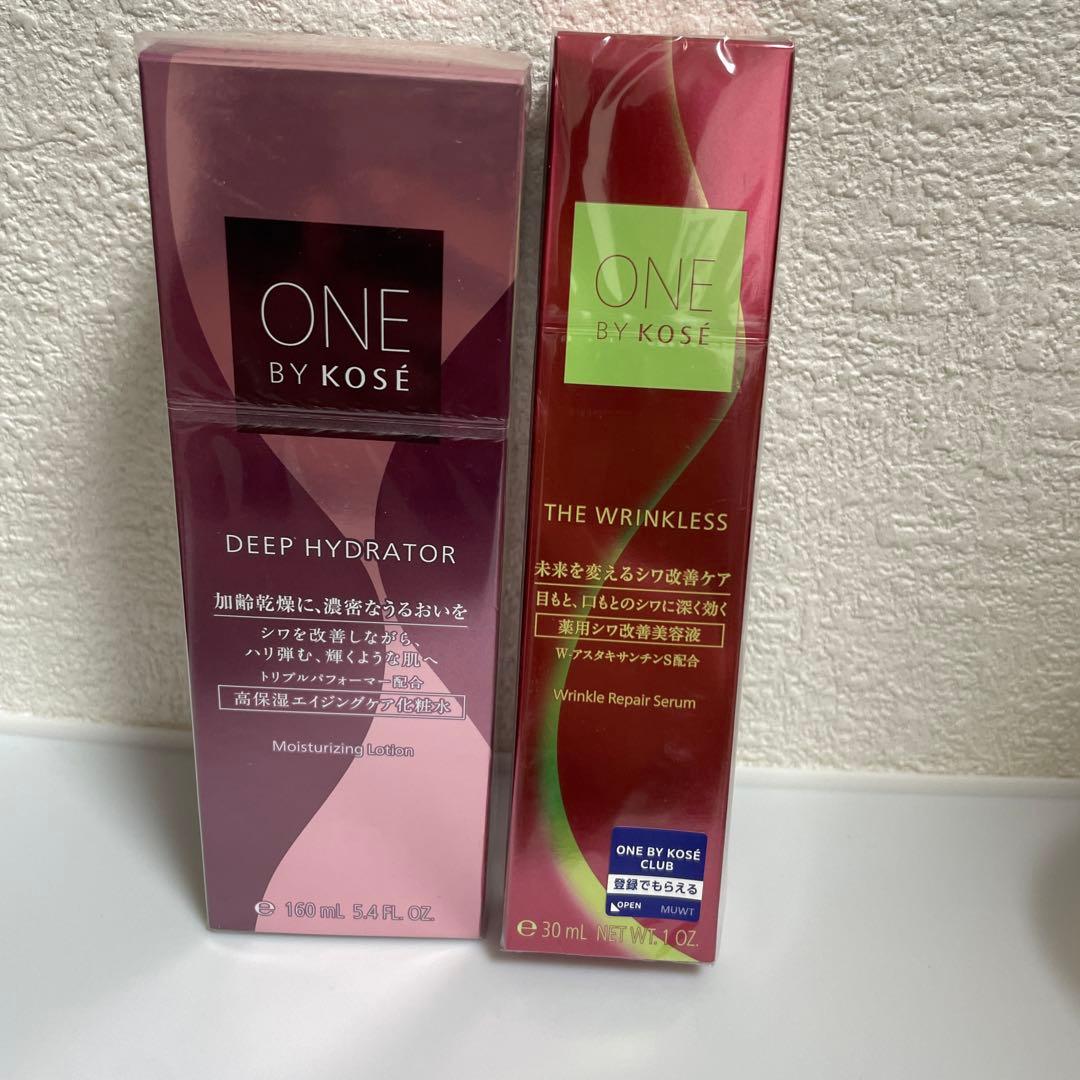 ONE
BY KOSÉ
DEEP HYDRATOR
加齢乾燥に、濃密なうるおいを
シワを改善しながら、
ハリ弾む、輝くような肌へ
トリプルパフォーマー配合
高保湿エイジングケア化粧水
Moisturizing Lotion
℮ 160 mL 5.4 FL. OZ.
ONE
BY KOSÉ
THE WRINKLESS
未来を変えるシワ改善ケア
目もと、口もとのシワに深く効く
薬用シワ改善美容液
W-アスタキサンチンS配合
Wrinkle Repair Serum
ONE BY KOSÉ
CLUB
登録でもらえる
OPEN MUWT
℮ 30 mL NET WT. 1 OZ.